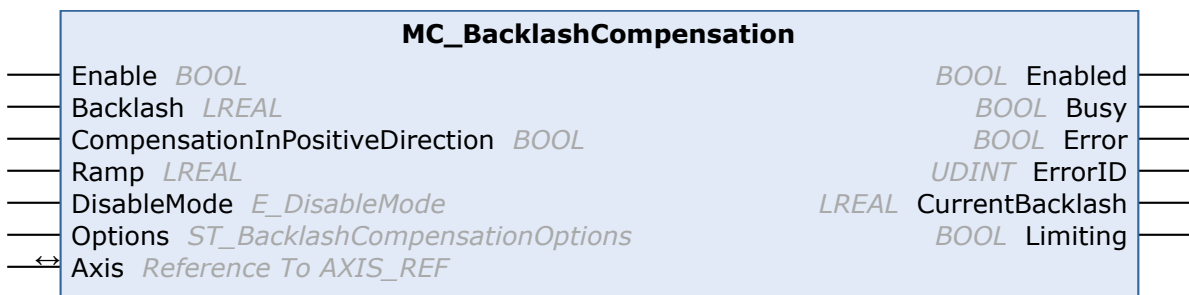 MC_BacklashCompensation
Enable BOOL BOOL Enabled
Backlash LREAL BOOL Busy
CompensationInPositiveDirection BOOL BOOL Error
Ramp LREAL UDINT ErrorID
DisableMode E_DisableMode LREAL CurrentBacklash
Options ST_BacklashCompensationOptions BOOL Limiting
Axis Reference To AXIS_REF